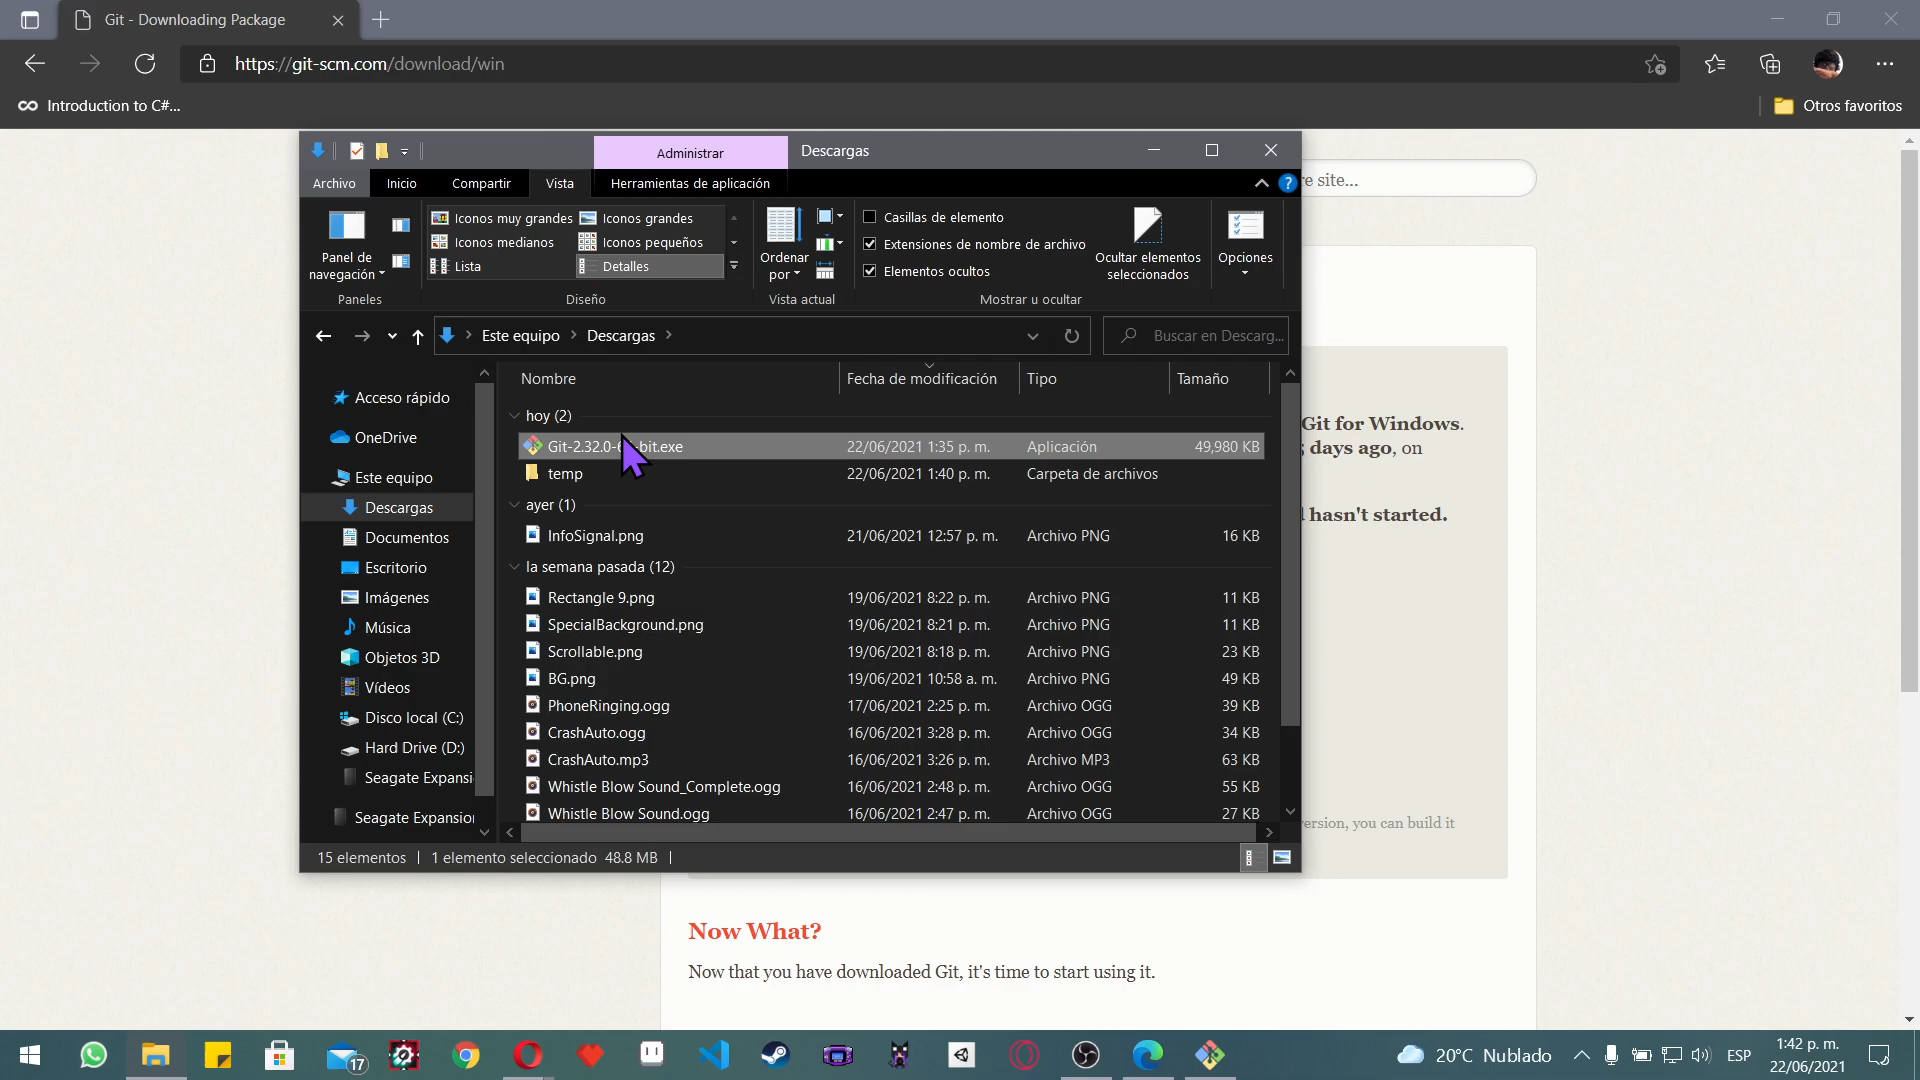 Git - Downloading Package
https://git-scm.com/download/win
Introduction to C#...
Otros favoritos
Administrar
Descargas
Archivo
Inicio
Compartir
Vista
Herramientas de aplicación
re site...
Panel de navegación
Iconos muy grandes
Iconos grandes
Iconos medianos
Iconos pequeños
Lista
Detalles
Ordenar por
Casillas de elemento
Extensiones de nombre de archivo
Elementos ocultos
Ocultar elementos seleccionados
Opciones
Paneles
Diseño
Vista actual
Mostrar u ocultar
Este equipo > Descargas >
Buscar en Descarg...
Nombre
Fecha de modificación
Tipo
Tamaño
Acceso rápido
OneDrive
Este equipo
Descargas
Documentos
Escritorio
Imágenes
Música
Objetos 3D
Vídeos
Disco local (C:)
Hard Drive (D:)
Seagate Expansi
Seagate Expansion
hoy (2)
Git-2.32.0-64-bit.exe 22/06/2021 1:35 p. m. Aplicación 49,980 KB
temp 22/06/2021 1:40 p. m. Carpeta de archivos
ayer (1)
InfoSignal.png 21/06/2021 12:57 p. m. Archivo PNG 16 KB
la semana pasada (12)
Rectangle 9.png 19/06/2021 8:22 p. m. Archivo PNG 11 KB
SpecialBackground.png 19/06/2021 8:21 p. m. Archivo PNG 11 KB
Scrollable.png 19/06/2021 8:18 p. m. Archivo PNG 23 KB
BG.png 19/06/2021 10:58 a. m. Archivo PNG 49 KB
PhoneRinging.ogg 17/06/2021 2:25 p. m. Archivo OGG 39 KB
CrashAuto.ogg 16/06/2021 3:28 p. m. Archivo OGG 34 KB
CrashAuto.mp3 16/06/2021 3:26 p. m. Archivo MP3 63 KB
Whistle Blow Sound_Complete.ogg 16/06/2021 2:48 p. m. Archivo OGG 55 KB
Whistle Blow Sound.ogg 16/06/2021 2:47 p. m. Archivo OGG 27 KB
15 elementos
1 elemento seleccionado 48.8 MB
Git for Windows.
days ago, on
hasn't started.
ersion, you can build it
Now What?
Now that you have downloaded Git, it's time to start using it.
17
20°C Nublado
ESP
1:42 p. m.
22/06/2021